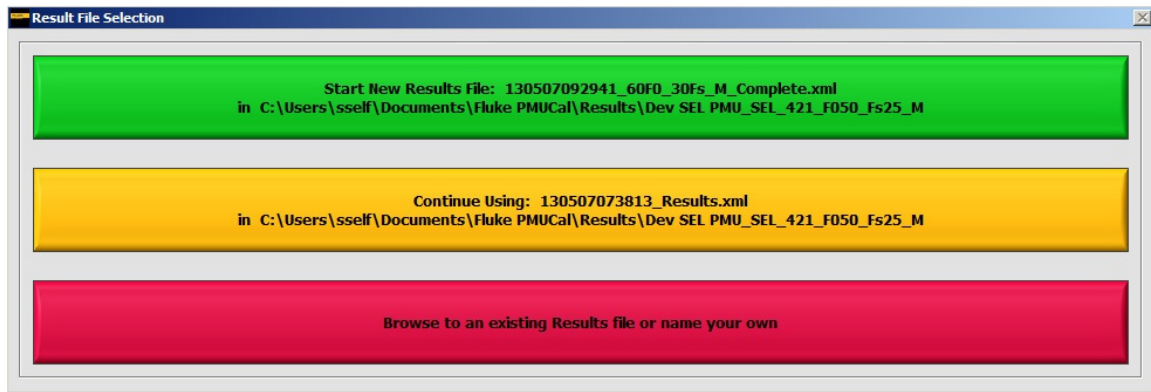 Result File Selection
Start New Results File: 130507092941_60F0_30Fs_M_Complete.xml
in C:\Users\sself\Documents\Fluke PMUCal\Results\Dev SEL PMU_SEL_421_F050_Fs25_M
Continue Using: 130507073813_Results.xml
in C:\Users\sself\Documents\Fluke PMUCal\Results\Dev SEL PMU_SEL_421_F050_Fs25_M
Browse to an existing Results file or name your own